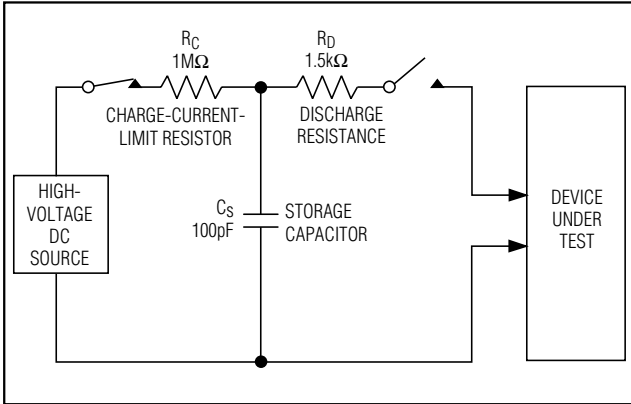 R_C
1MΩ
CHARGE-CURRENT-
LIMIT RESISTOR
R_D
1.5kΩ
DISCHARGE
RESISTANCE
HIGH-
VOLTAGE
DC
SOURCE
C_S
100pF
STORAGE
CAPACITOR
DEVICE
UNDER
TEST